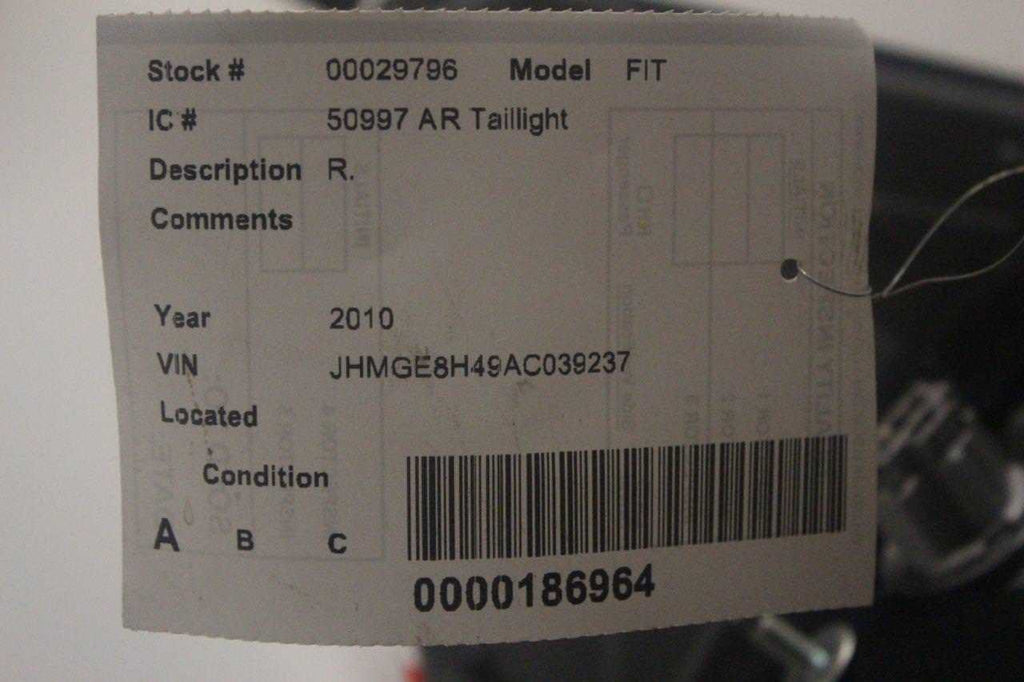 Stock # 00029796 Model FIT
IC # 50997 AR Taillight
Description R.
Comments
Year 2010
VIN JHMGE8H49AC039237
Located
Condition
A B C
0000186964